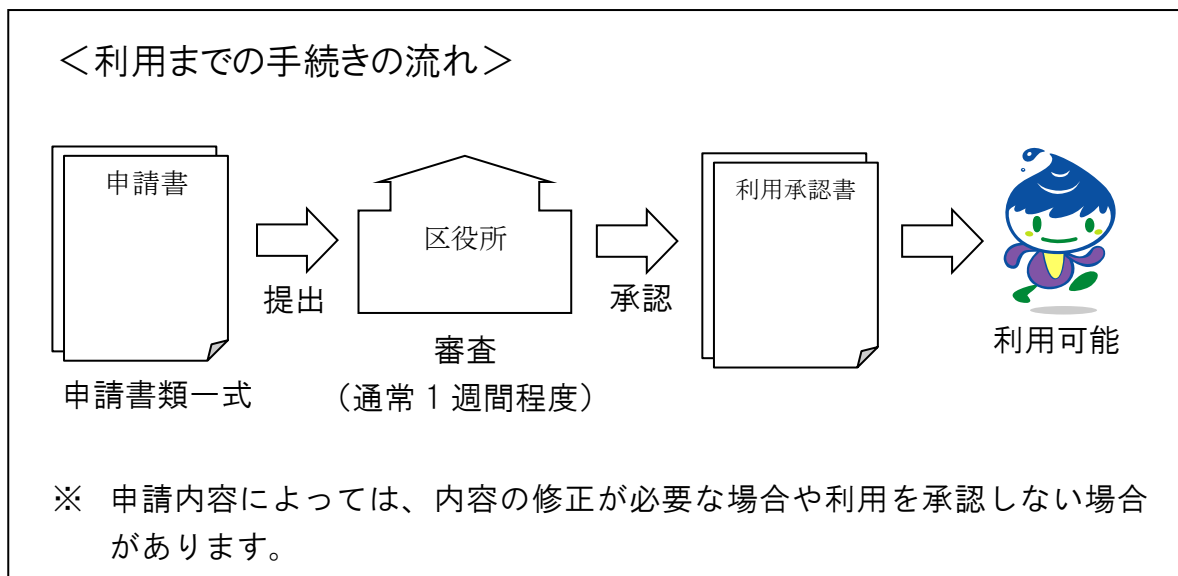 ＜利用までの手続きの流れ＞
申請書
区役所
利用承認書
提出
承認
審査
利用可能
申請書類一式
（通常１週間程度）
※ 申請内容によっては、内容の修正が必要な場合や利用を承認しない場合
があります。